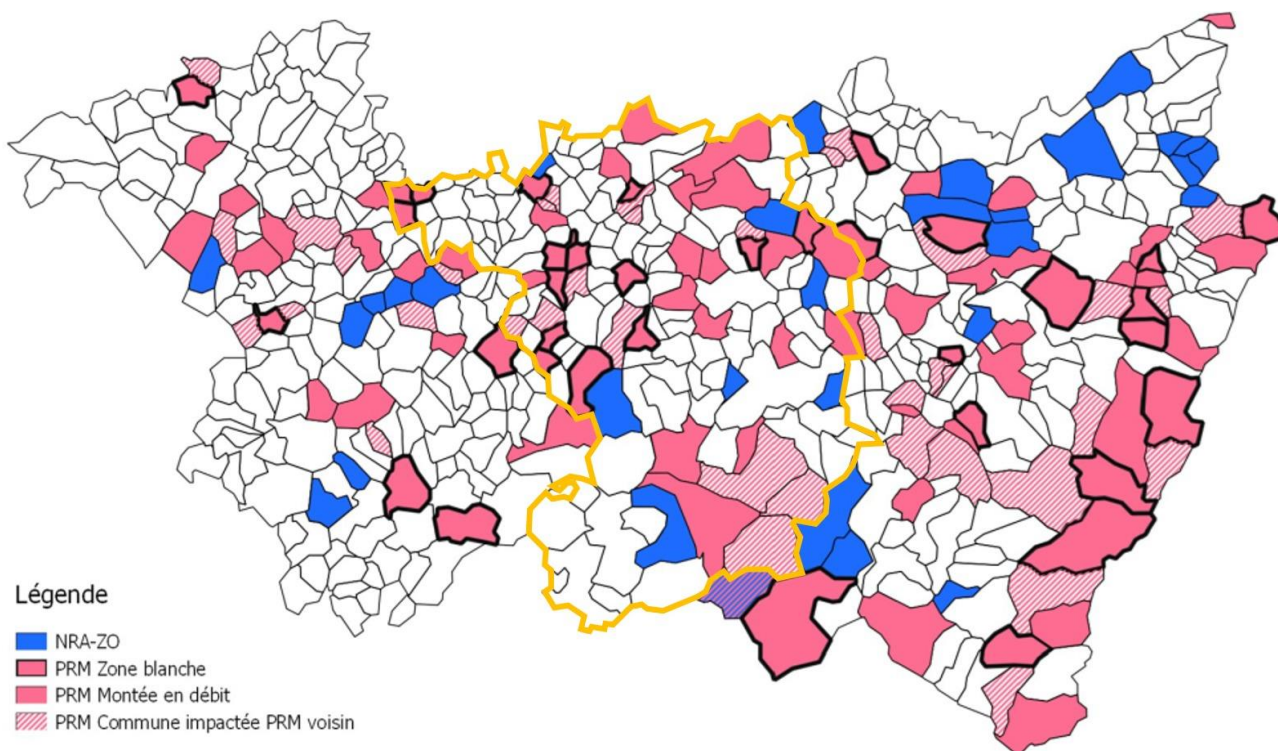 Légende
NRA-ZO
PRM Zone blanche
PRM Montée en débit
PRM Commune impactée PRM voisin